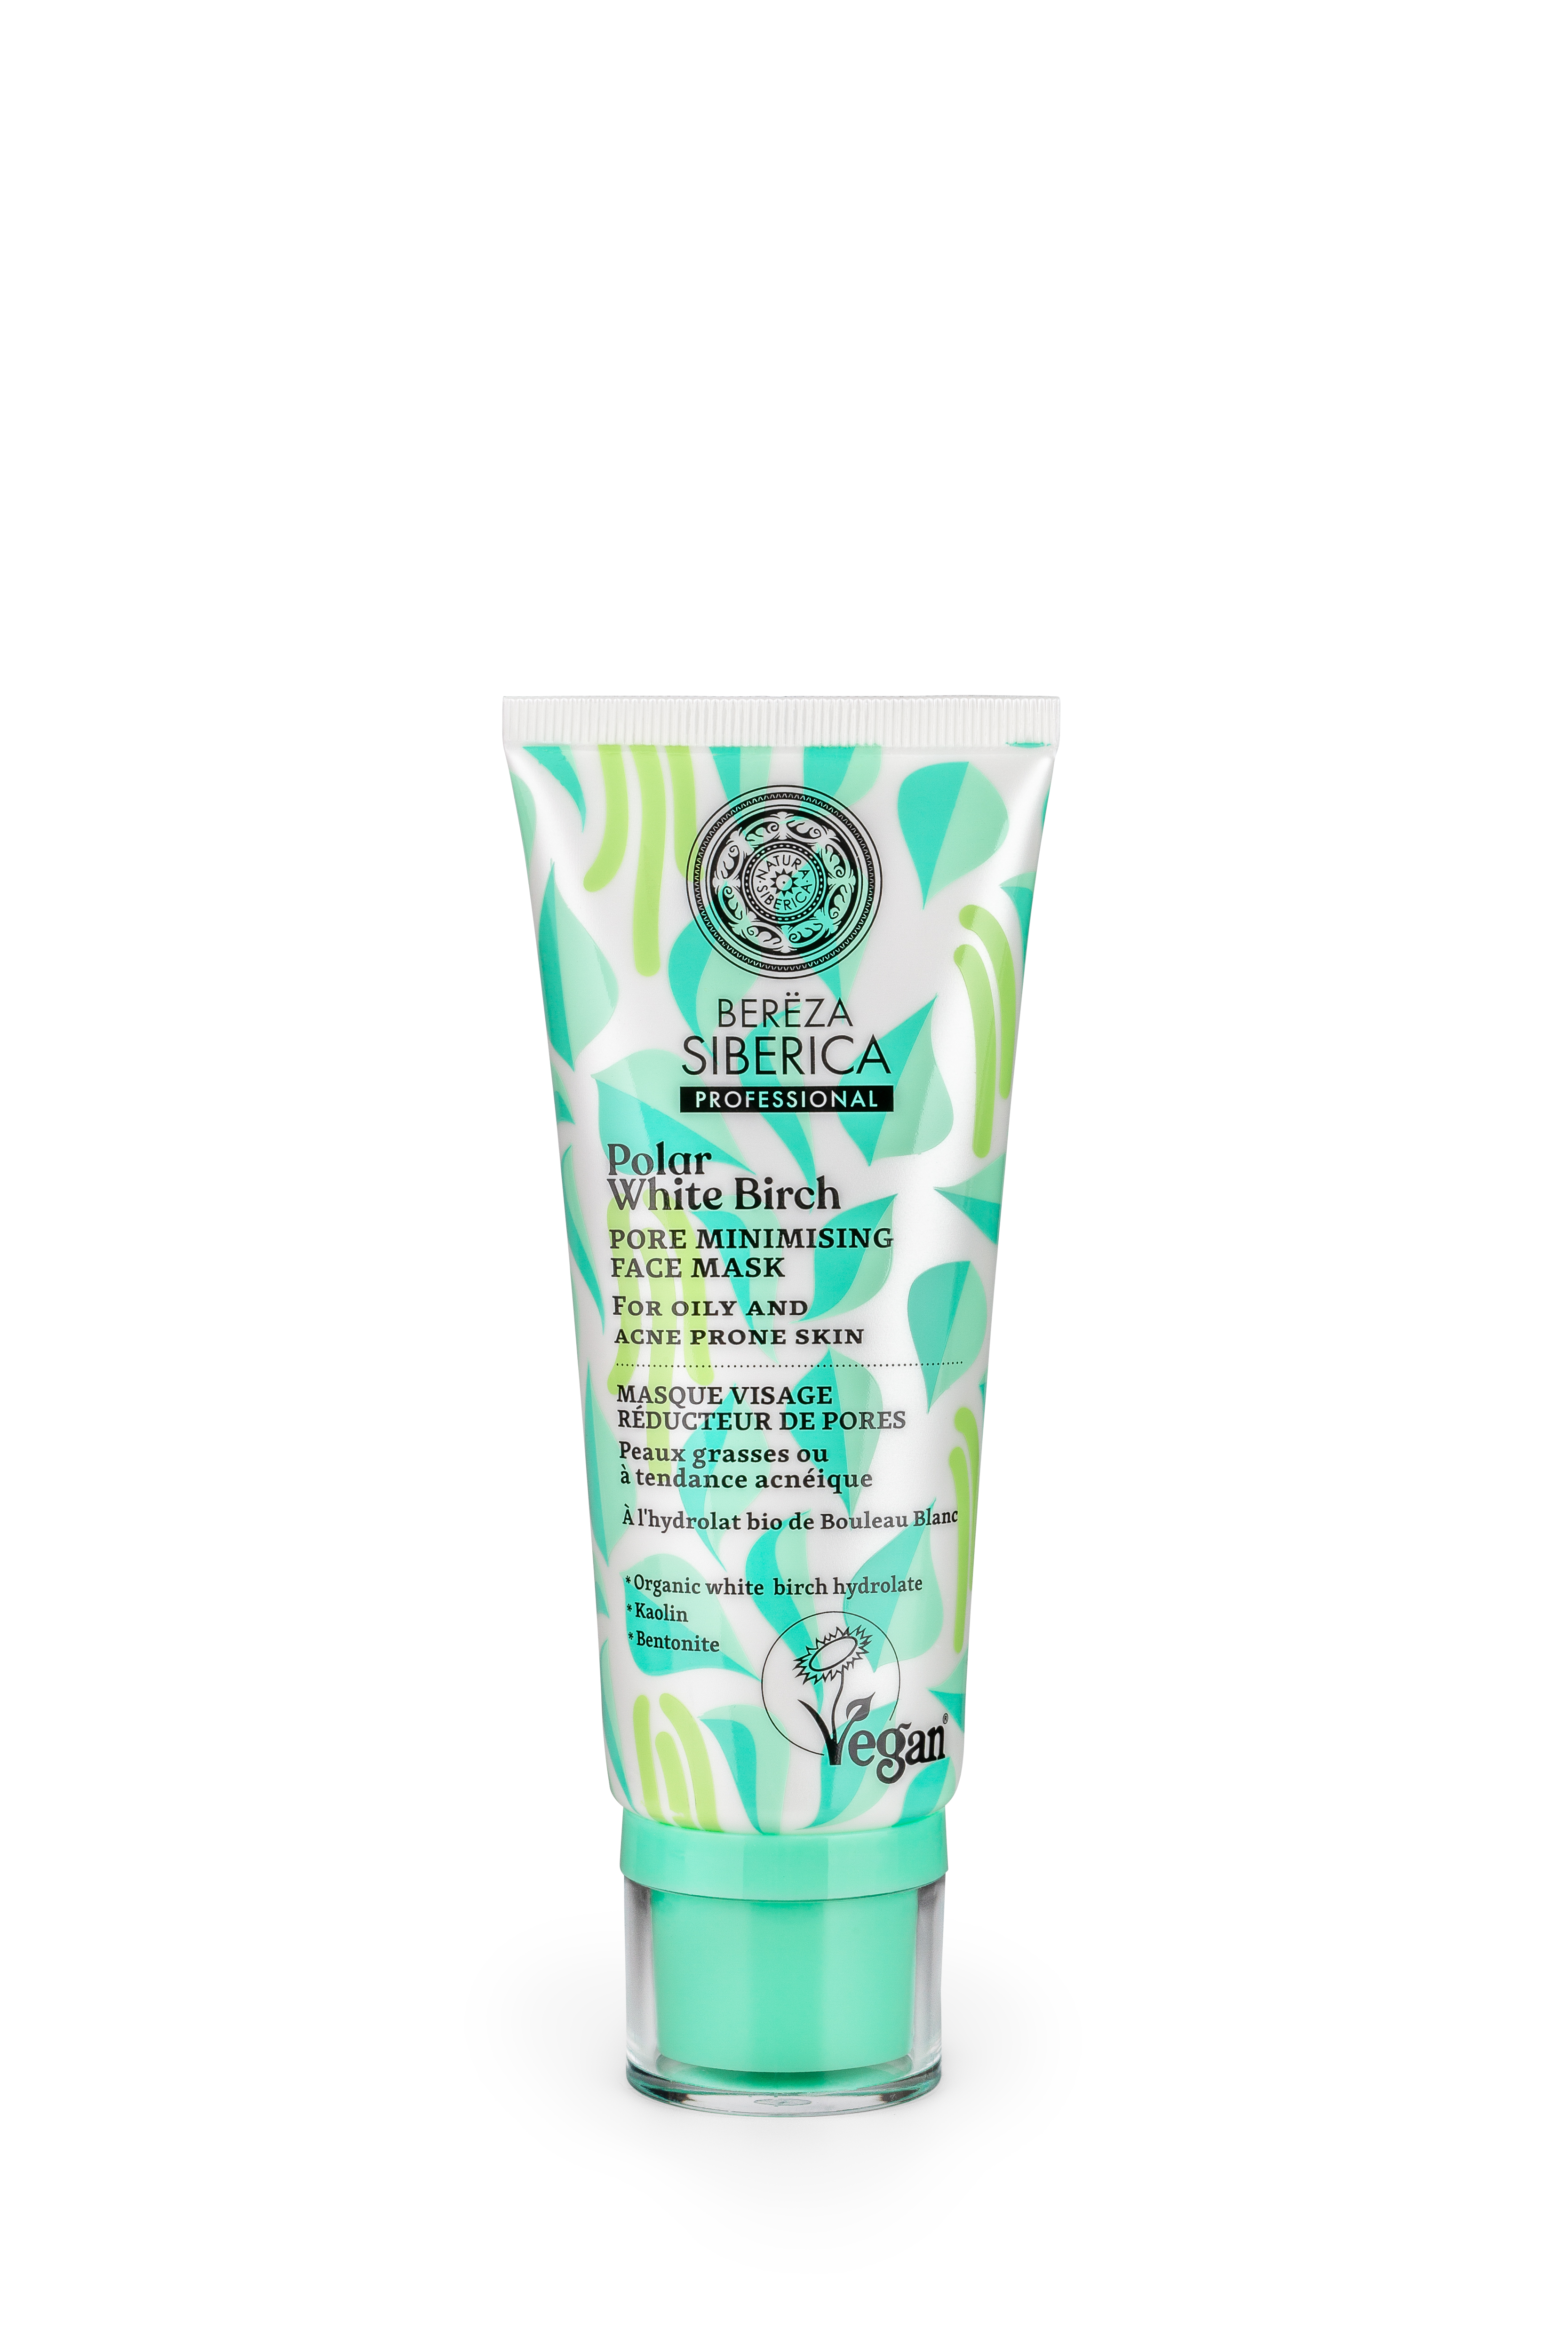 NATURA
SIBERICA
BERËZA
SIBERICA
PROFESSIONAL
Polar
White Birch
PORE MINIMISING
FACE MASK
FOR OILY AND
ACNE PRONE SKIN
MASQUE VISAGE
RÉDUCTEUR DE PORES
Peaux grasses ou
à tendance acnéique
À l'hydrolat bio de Bouleau Blanc
* Organic white birch hydrolate
* Kaolin
* Bentonite
Vegan®